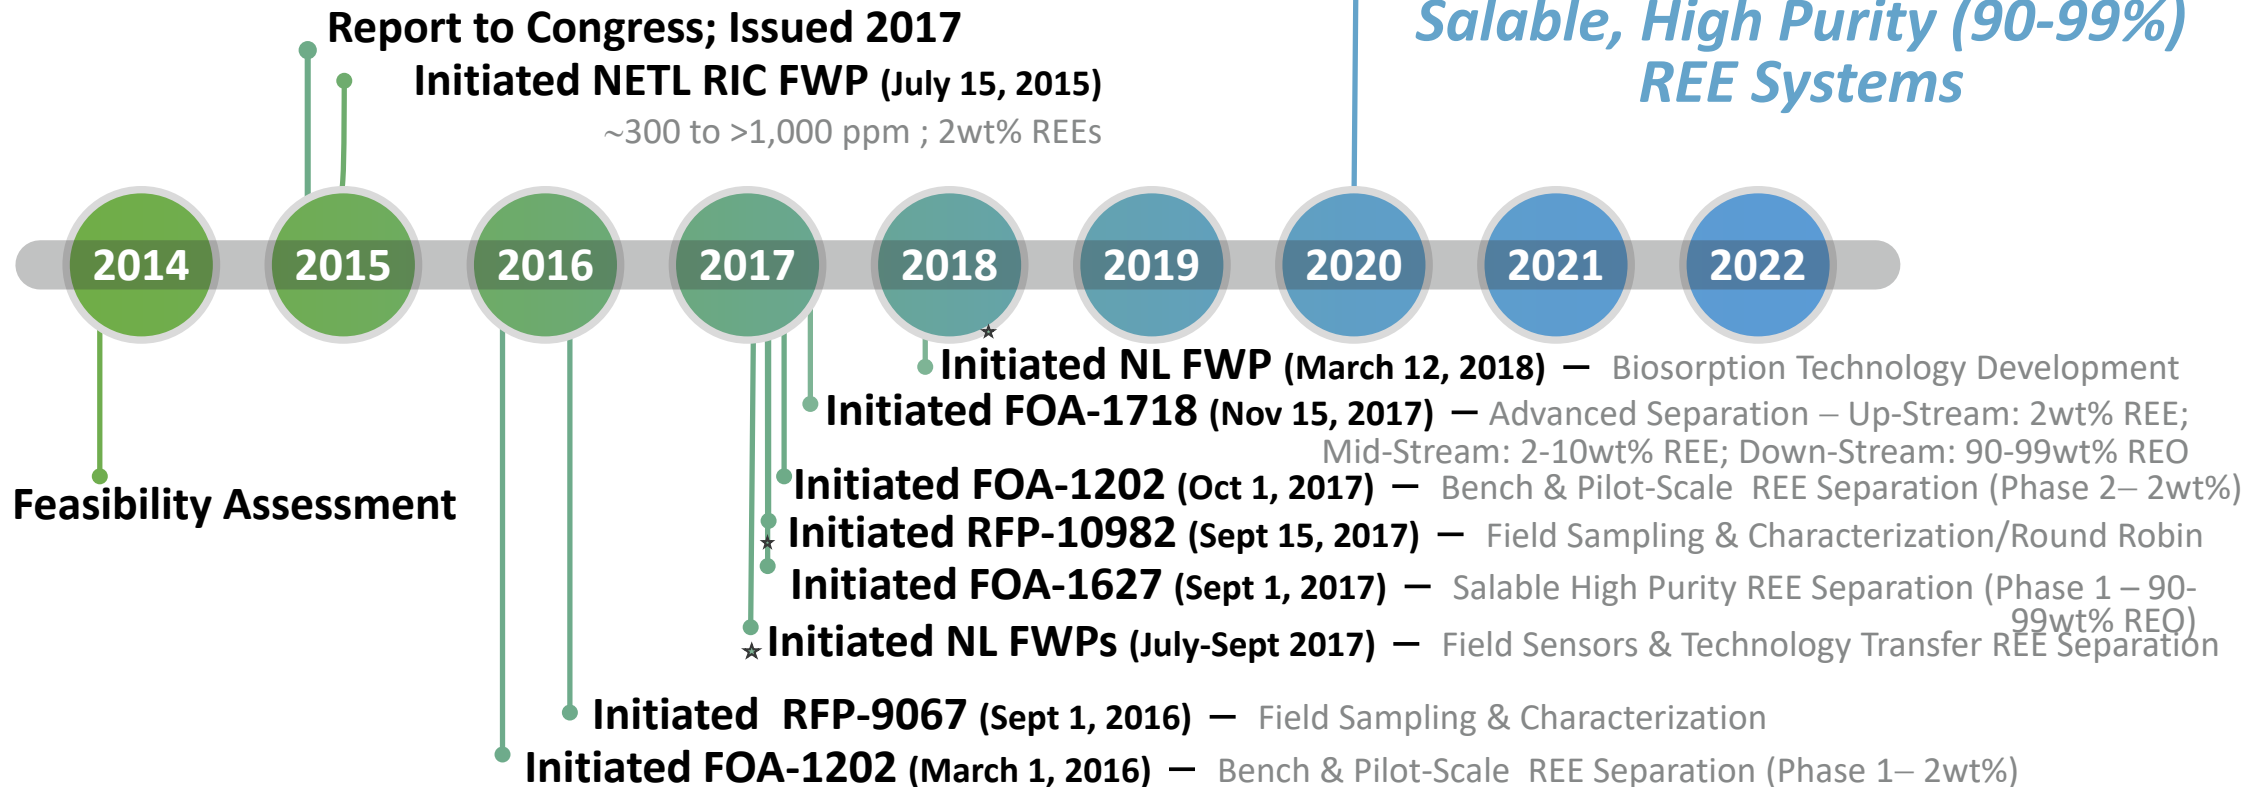 Report to Congress; Issued 2017
Initiated NETL RIC FWP (July 15, 2015)
~300 to >1,000 ppm ; 2wt% REEs
Salable, High Purity (90-99%)
REE Systems
2014 2015 2016 2017 2018 2019 2020 2021 2022
Initiated NL FWP (March 12, 2018) — Biosorption Technology Development
Initiated FOA-1718 (Nov 15, 2017) — Advanced Separation – Up-Stream: 2wt% REE;
Mid-Stream: 2-10wt% REE; Down-Stream: 90-99wt% REO
Initiated FOA-1202 (Oct 1, 2017) — Bench & Pilot-Scale REE Separation (Phase 2– 2wt%)
Feasibility Assessment
Initiated RFP-10982 (Sept 15, 2017) — Field Sampling & Characterization/Round Robin
Initiated FOA-1627 (Sept 1, 2017) — Salable High Purity REE Separation (Phase 1 – 90-
99wt% REO)
Initiated NL FWPs (July-Sept 2017) — Field Sensors & Technology Transfer REE Separation
Initiated RFP-9067 (Sept 1, 2016) — Field Sampling & Characterization
Initiated FOA-1202 (March 1, 2016) — Bench & Pilot-Scale REE Separation (Phase 1– 2wt%)